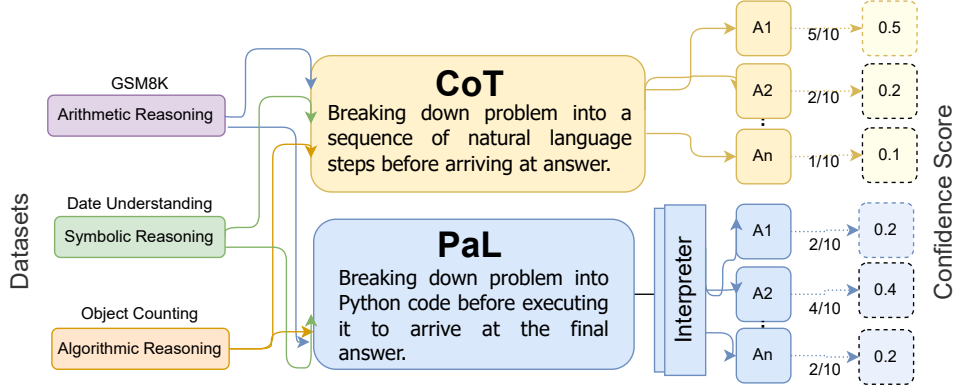 Datasets
GSM8K
Arithmetic Reasoning
Date Understanding
Symbolic Reasoning
Object Counting
Algorithmic Reasoning
CoT
Breaking down problem into a
sequence of natural language
steps before arriving at answer.
PaL
Breaking down problem into
Python code before executing
it to arrive at the final
answer.
Interpreter
A1
5/10
0.5
A2
2/10
0.2
An
1/10
0.1
A1
2/10
0.2
A2
4/10
0.4
An
2/10
0.2
Confidence Score